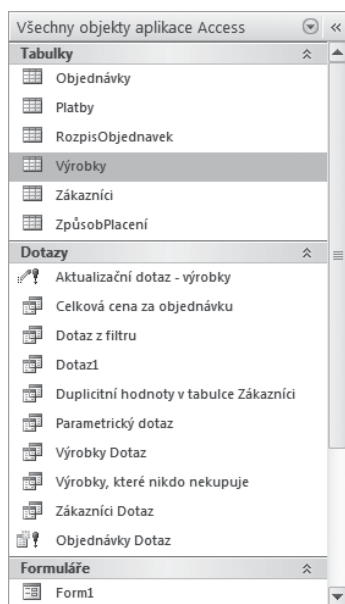 Všechny objekty aplikace Access
Tabulky
Objednávky
Platby
RozpisObjednavek
Výrobky
Zákazníci
ZpůsobPlacení
Dotazy
Aktualizační dotaz - výrobky
Celková cena za objednávku
Dotaz z filtru
Dotaz1
Duplicitní hodnoty v tabulce Zákazníci
Parametrický dotaz
Výrobky Dotaz
Výrobky, které nikdo nekupuje
Zákazníci Dotaz
Objednávky Dotaz
Formuláře
Form1